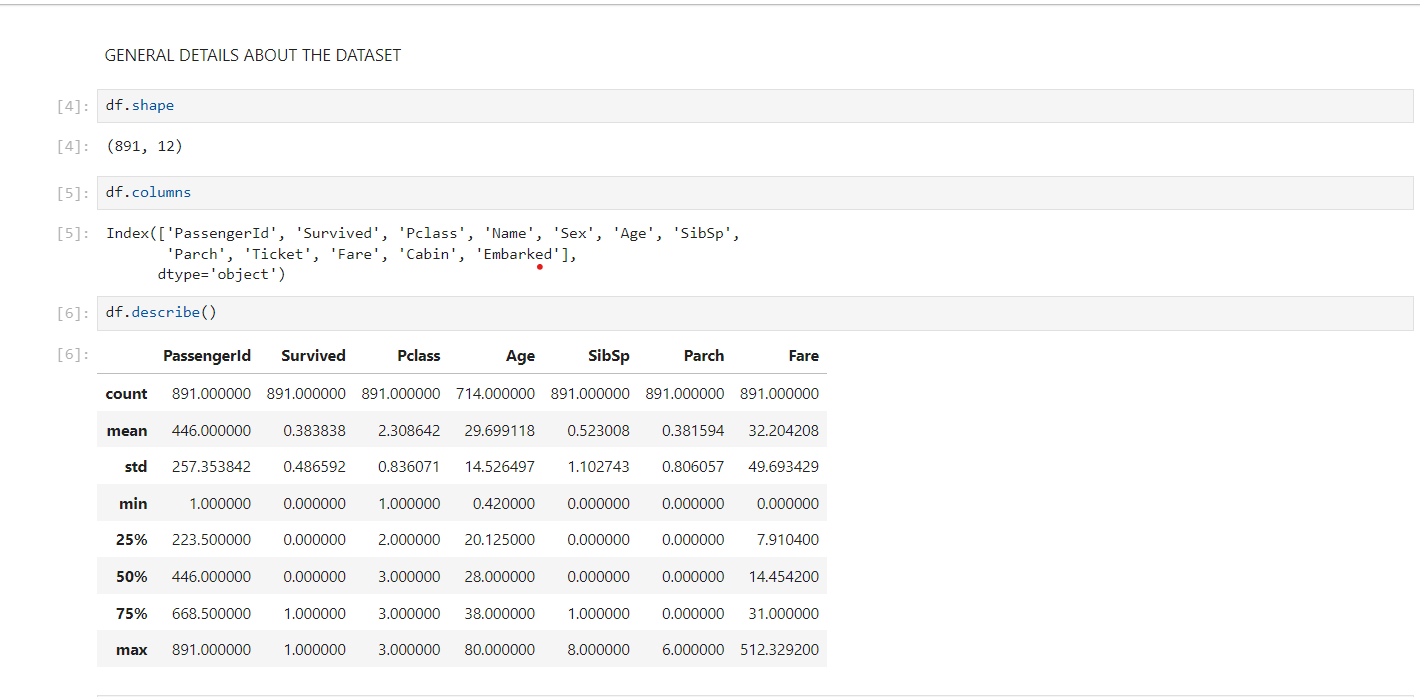 GENERAL DETAILS ABOUT THE DATASET
[4]: df.shape
[4]: (891, 12)
[5]: df.columns
[5]: Index(['PassengerId', 'Survived', 'Pclass', 'Name', 'Sex', 'Age', 'SibSp',
'Parch', 'Ticket', 'Fare', 'Cabin', 'Embarked'],
dtype='object')
[6]: df.describe()
[6]: PassengerId Survived Pclass Age SibSp Parch Fare
count 891.000000 891.000000 891.000000 714.000000 891.000000 891.000000 891.000000
mean 446.000000 0.383838 2.308642 29.699118 0.523008 0.381594 32.204208
std 257.353842 0.486592 0.836071 14.526497 1.102743 0.806057 49.693429
min 1.000000 0.000000 1.000000 0.420000 0.000000 0.000000 0.000000
25% 223.500000 0.000000 2.000000 20.125000 0.000000 0.000000 7.910400
50% 446.000000 0.000000 3.000000 28.000000 0.000000 0.000000 14.454200
75% 668.500000 1.000000 3.000000 38.000000 1.000000 0.000000 31.000000
max 891.000000 1.000000 3.000000 80.000000 8.000000 6.000000 512.329200